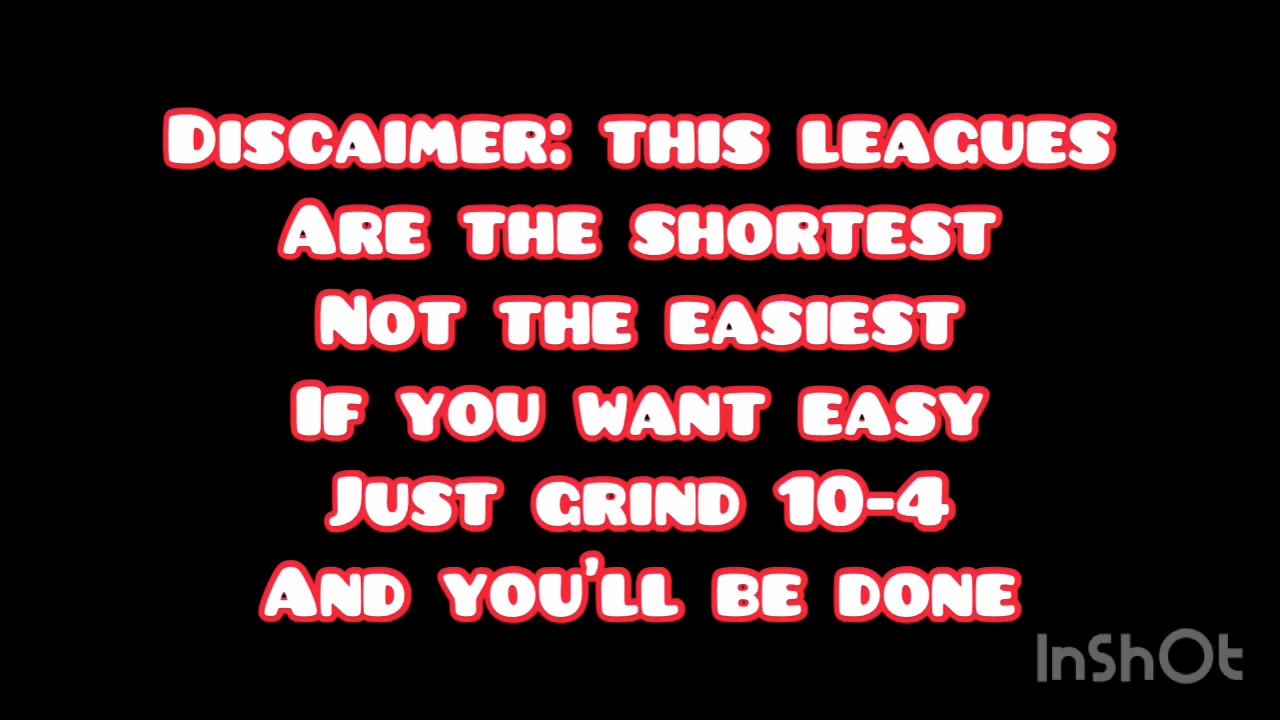 Discaimer: this leagues
Are the shortest
Not the easiest
If you want easy
Just grind 10-4
And you'll be done
InShOt